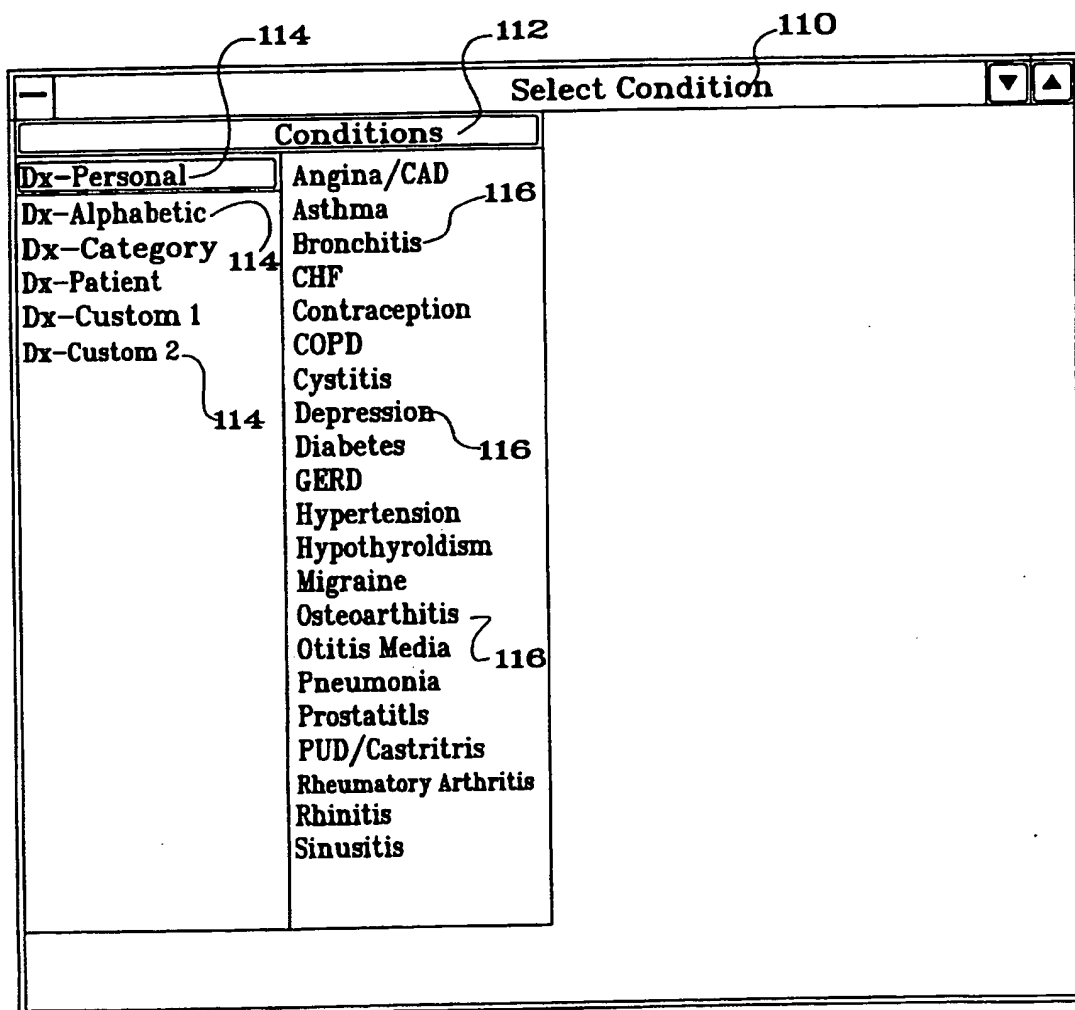 114
112
110
Select Condition
Conditions
Dx-Personal
Dx-Alphabetic
114
Dx-Category
Dx-Patient
Dx-Custom 1
Dx-Custom 2
114
Angina/CAD
116
Asthma
Bronchitis
CHF
Contraception
COPD
Cystitis
Depression
Diabetes
116
GERD
Hypertension
Hypothyroldism
Migraine
Osteoarthitis
Otitis Media
116
Pneumonia
Prostatitls
PUD/Castritris
Rheumatory Arthritis
Rhinitis
Sinusitis